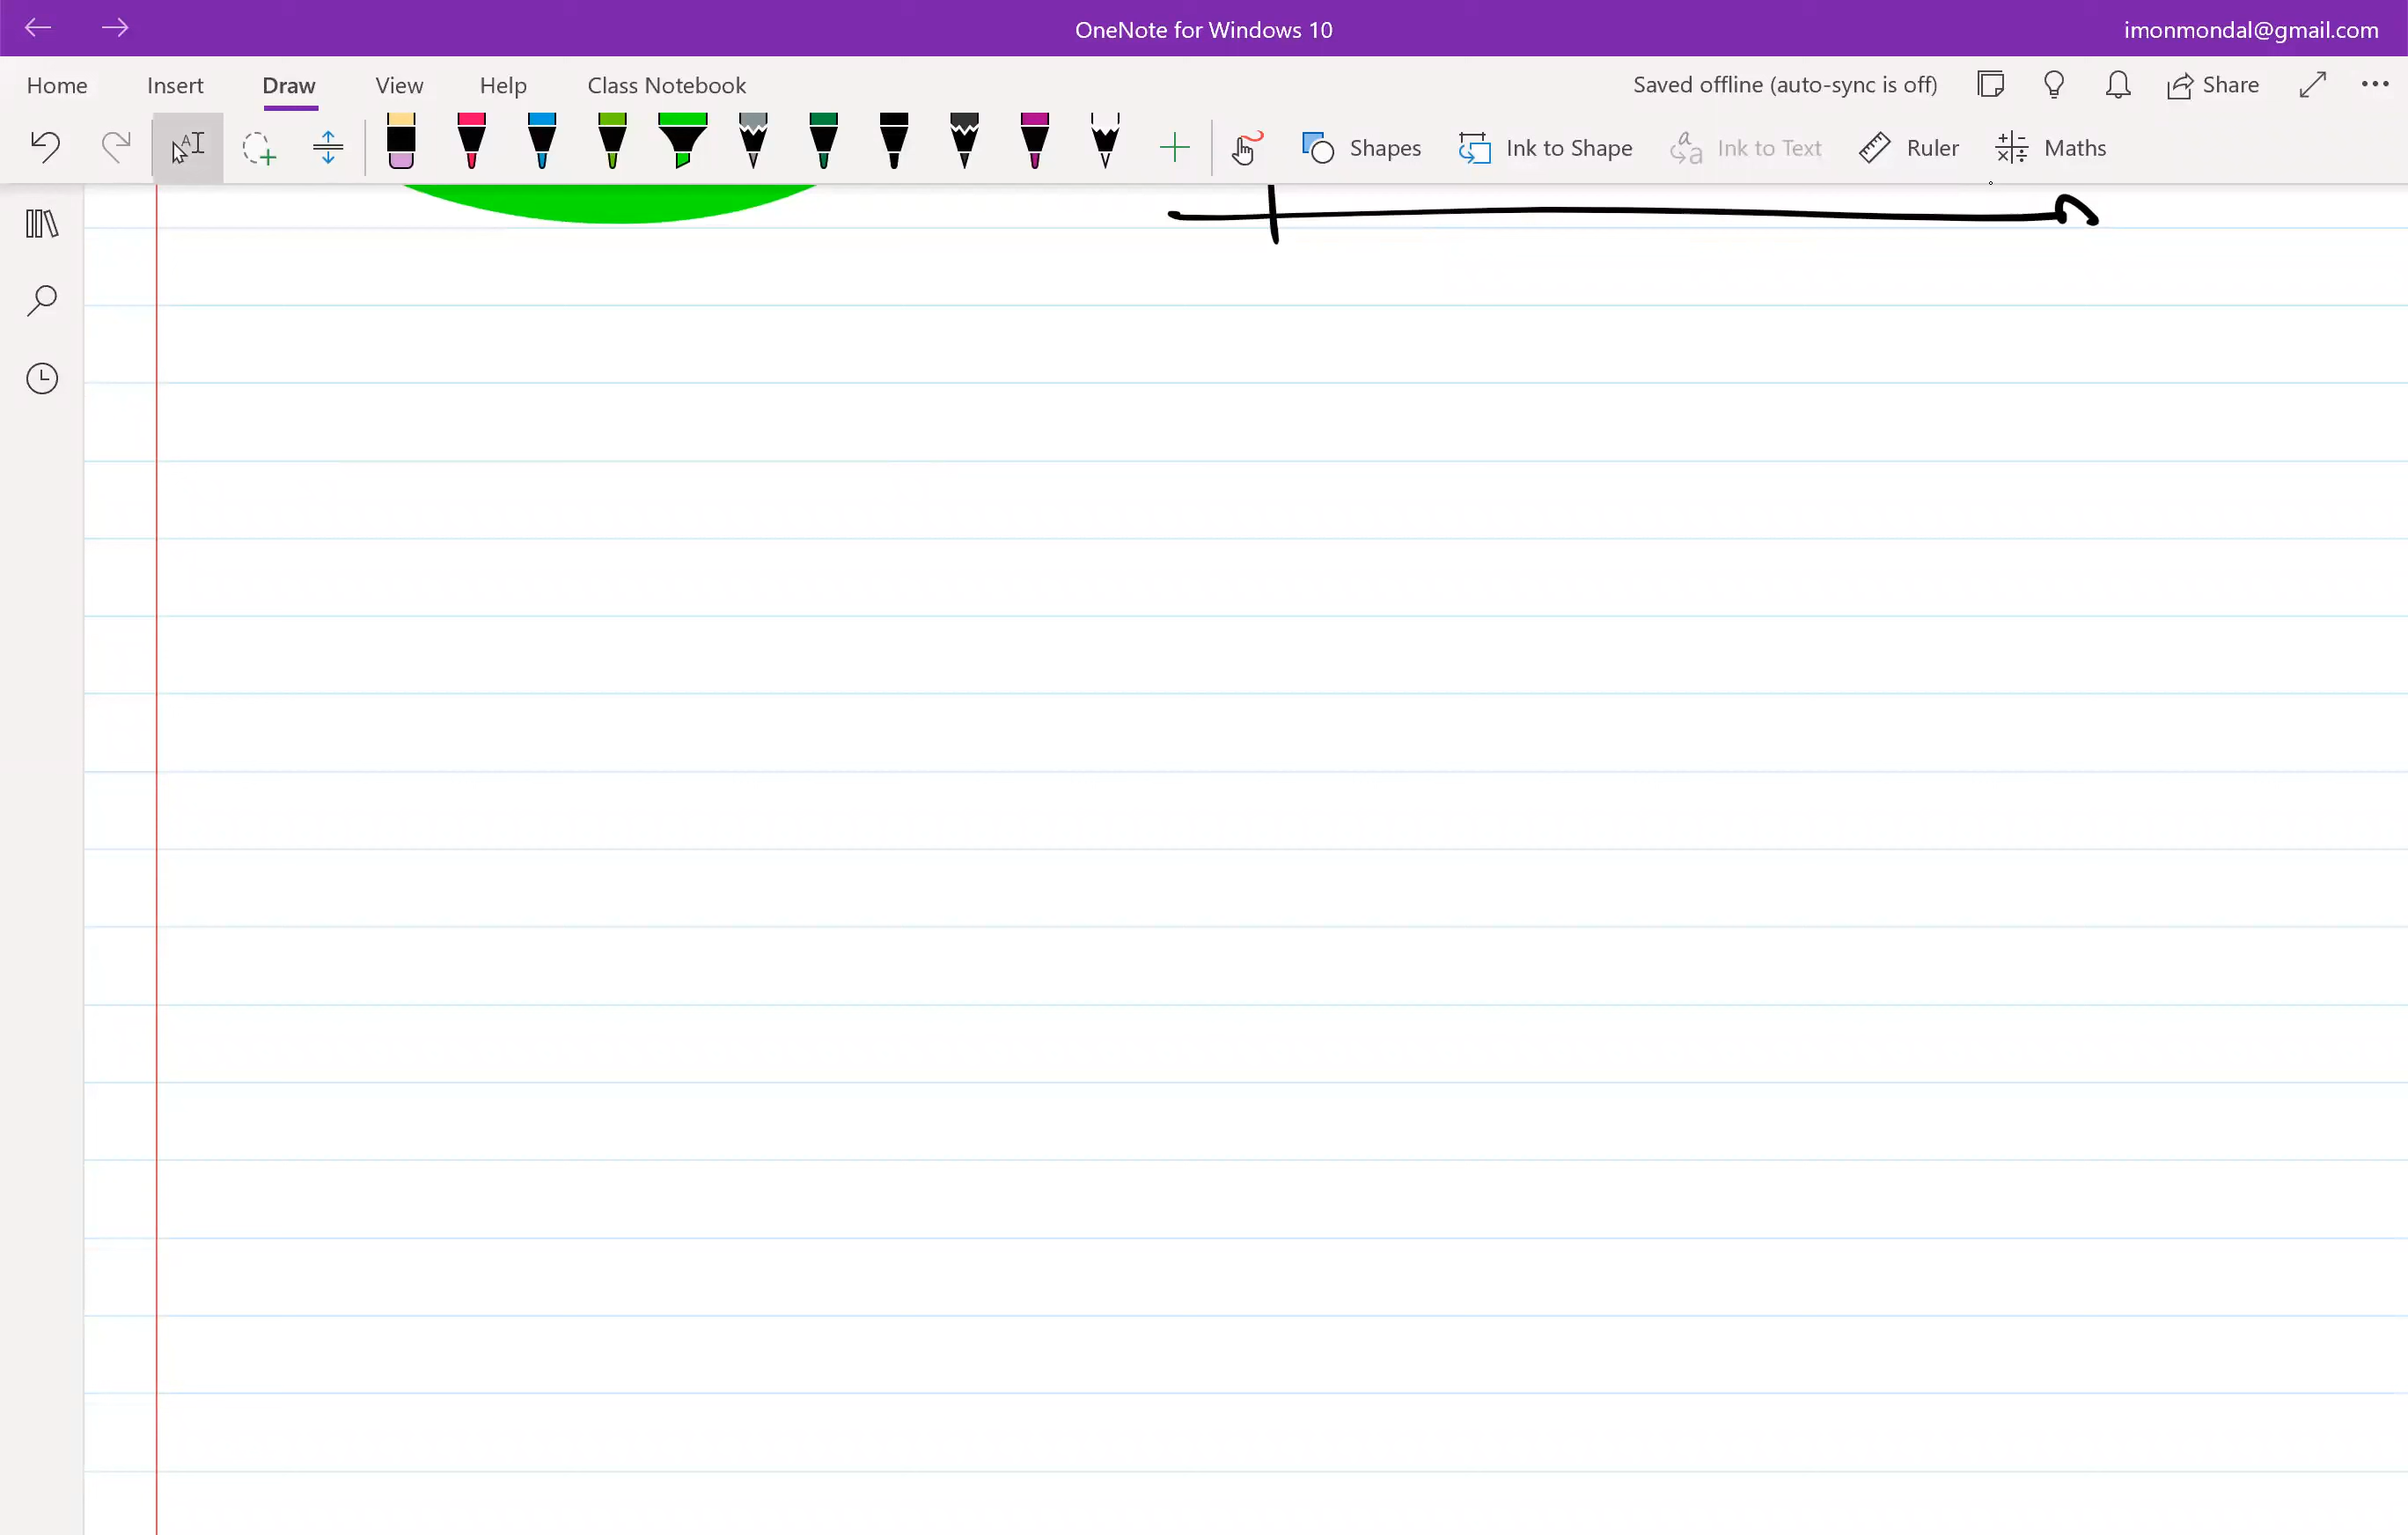 OneNote for Windows 10
imonmondal@gmail.com
Home Insert Draw View Help Class Notebook
Saved offline (auto-sync is off) Share
Shapes Ink to Shape Ink to Text Ruler Maths